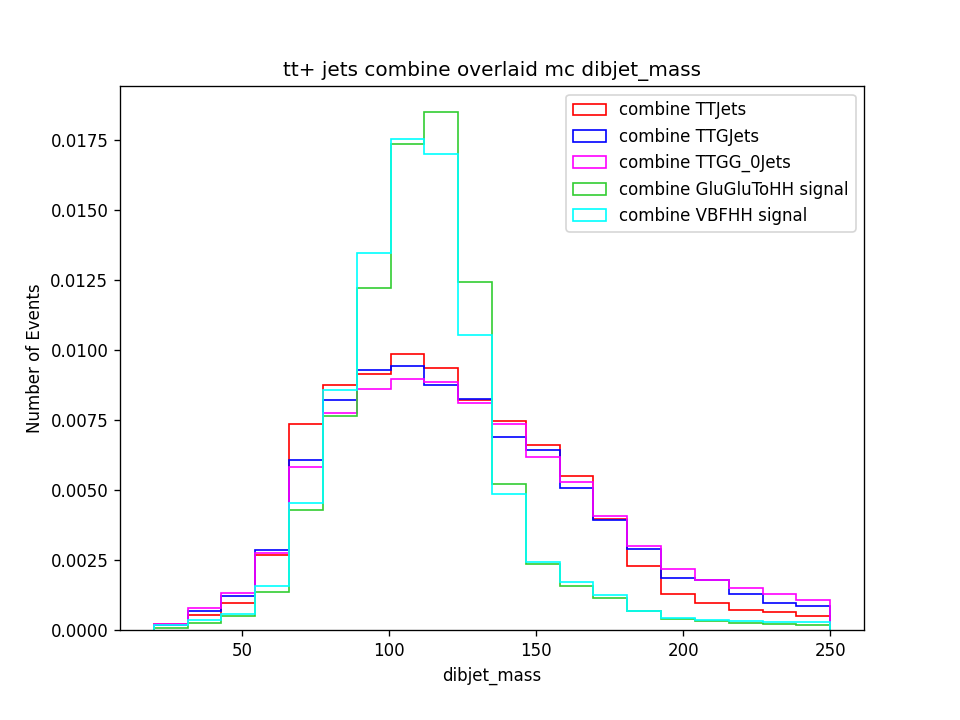 tt+ jets combine overlaid mc dibjet_mass
combine TTJets
combine TTGJets
combine TTGG_0Jets
combine GluGluToHH signal
combine VBFHH signal
Number of Events
0.0175
0.0150
0.0125
0.0100
0.0075
0.0050
0.0025
0.0000
50
100
150
200
250
dibjet_mass